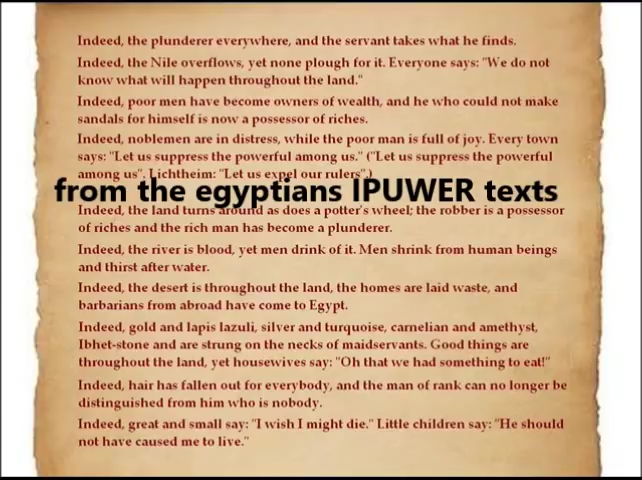 Indeed, the plunderer everywhere, and the servant takes what he finds.
Indeed, the Nile overflows, yet none plough for it. Everyone says: "We do not
know what will happen throughout the land."
Indeed, poor men have become owners of wealth, and he who could not make
sandals for himself is now a possessor of riches.
Indeed, noblemen are in distress, while the poor man is full of joy. Every town
says: "Let us suppress the powerful among us." ("Let us suppress the powerful
among us". Lichtheim: "Let us expel our rulers".)
from the egyptians IPUWER texts
Indeed, the land turns around as does a potter's wheel; the robber is a possessor
of riches and the rich man has become a plunderer.
Indeed, the river is blood, yet men drink of it. Men shrink from human beings
and thirst after water.
Indeed, the desert is throughout the land, the homes are laid waste, and
barbarians from abroad have come to Egypt.
Indeed, gold and lapis lazuli, silver and turquoise, carnelian and amethyst,
Ibhet-stone and are strung on the necks of maidservants. Good things are
throughout the land, yet housewives say: "Oh that we had something to eat!"
Indeed, hair has fallen out for everybody, and the man of rank can no longer be
distinguished from him who is nobody.
Indeed, great and small say: "I wish I might die." Little children say: "He should
not have caused me to live."